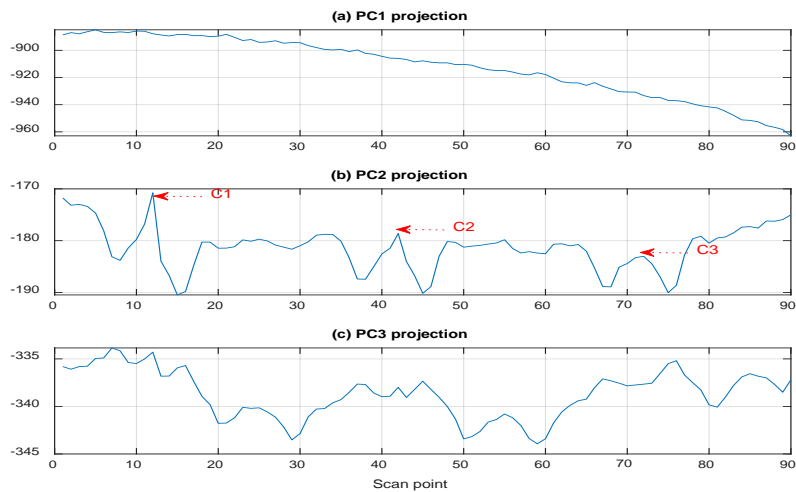 (a) PC1 projection
-900
-920
-940
-960
0 10 20 30 40 50 60 70 80 90
(b) PC2 projection
-170
C1
C2
-180
C3
-190
0 10 20 30 40 50 60 70 80 90
(c) PC3 projection
-335
-340
-345
0 10 20 30 40 50 60 70 80 90
Scan point